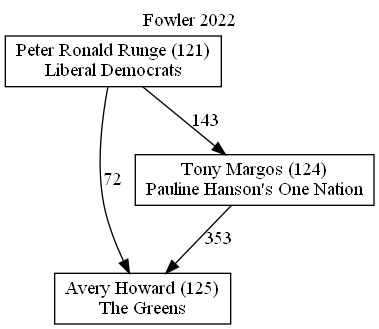 Fowler 2022
Peter Ronald Runge (121)
Liberal Democrats
143
Tony Margos (124)
Pauline Hanson's One Nation
72
353
Avery Howard (125)
The Greens